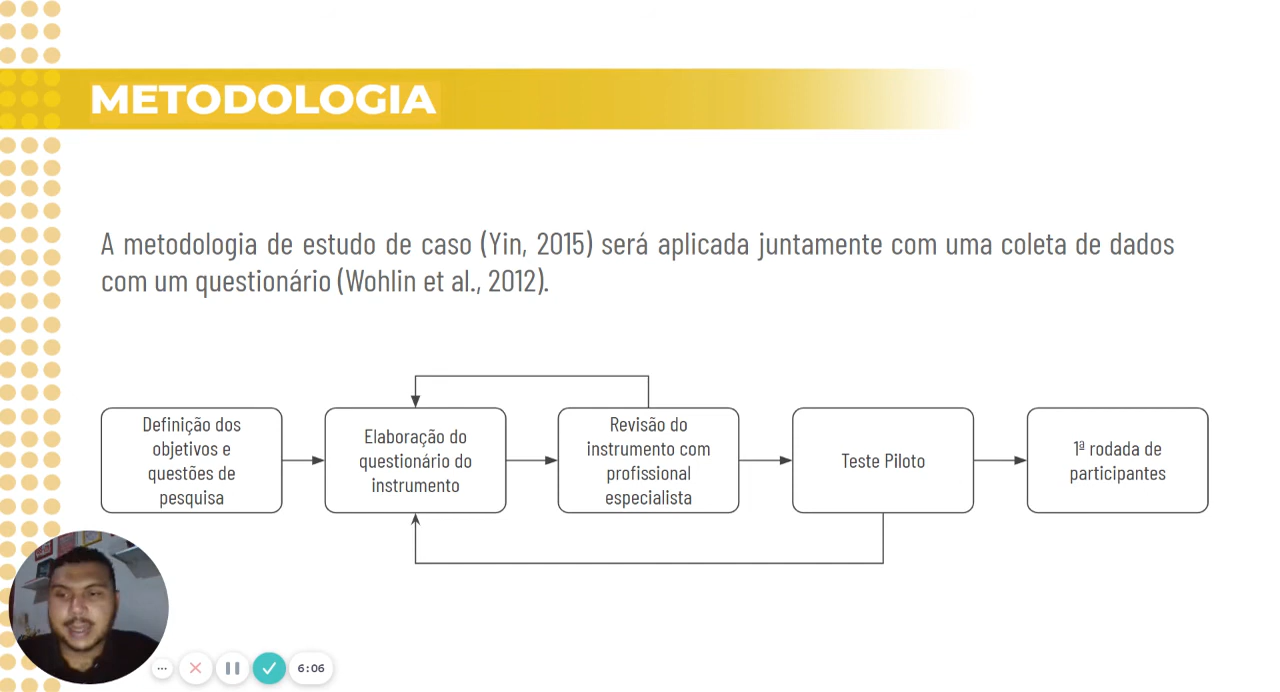 METODOLOGIA
A metodologia de estudo de caso (Yin, 2015) será aplicada juntamente com uma coleta de dados
com um questionário (Wohlin et al., 2012).
Definição dos
objetivos e
questões de
pesquisa
Elaboração do
questionário do
instrumento
Revisão do
instrumento com
profissional
especialista
Teste Piloto
1ª rodada de
participantes
6:06